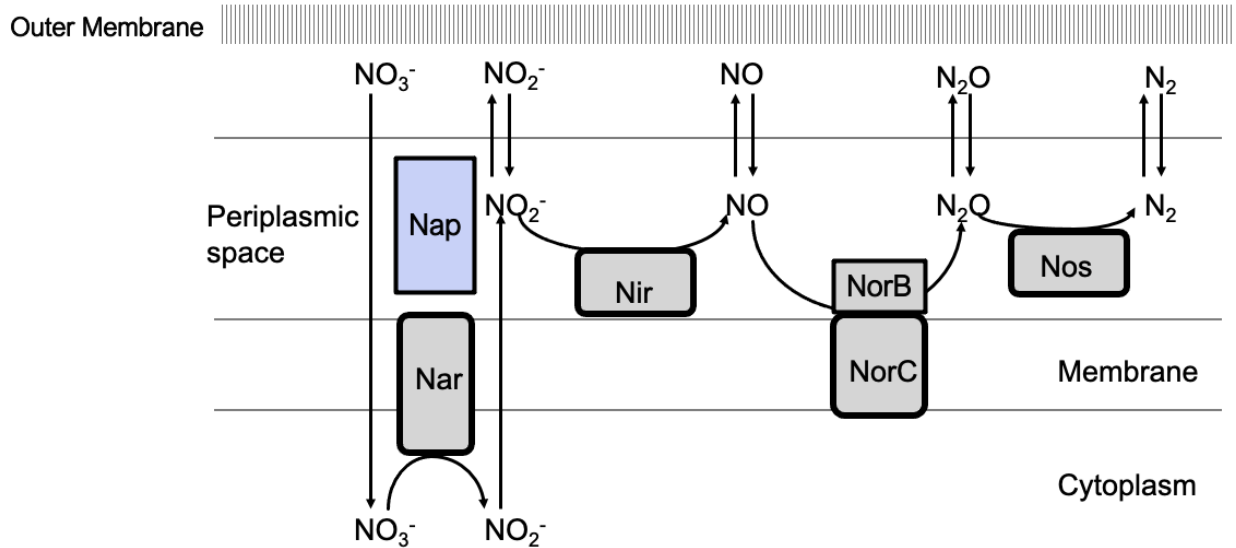 Outer Membrane
NO₃⁻
NO₂⁻
NO
N₂O
N₂
Periplasmic
space
Nap
NO₂⁻
NO
N₂O
N₂
Nir
NorB
Nos
Nar
NorC
Membrane
Cytoplasm
NO₃⁻
NO₂⁻